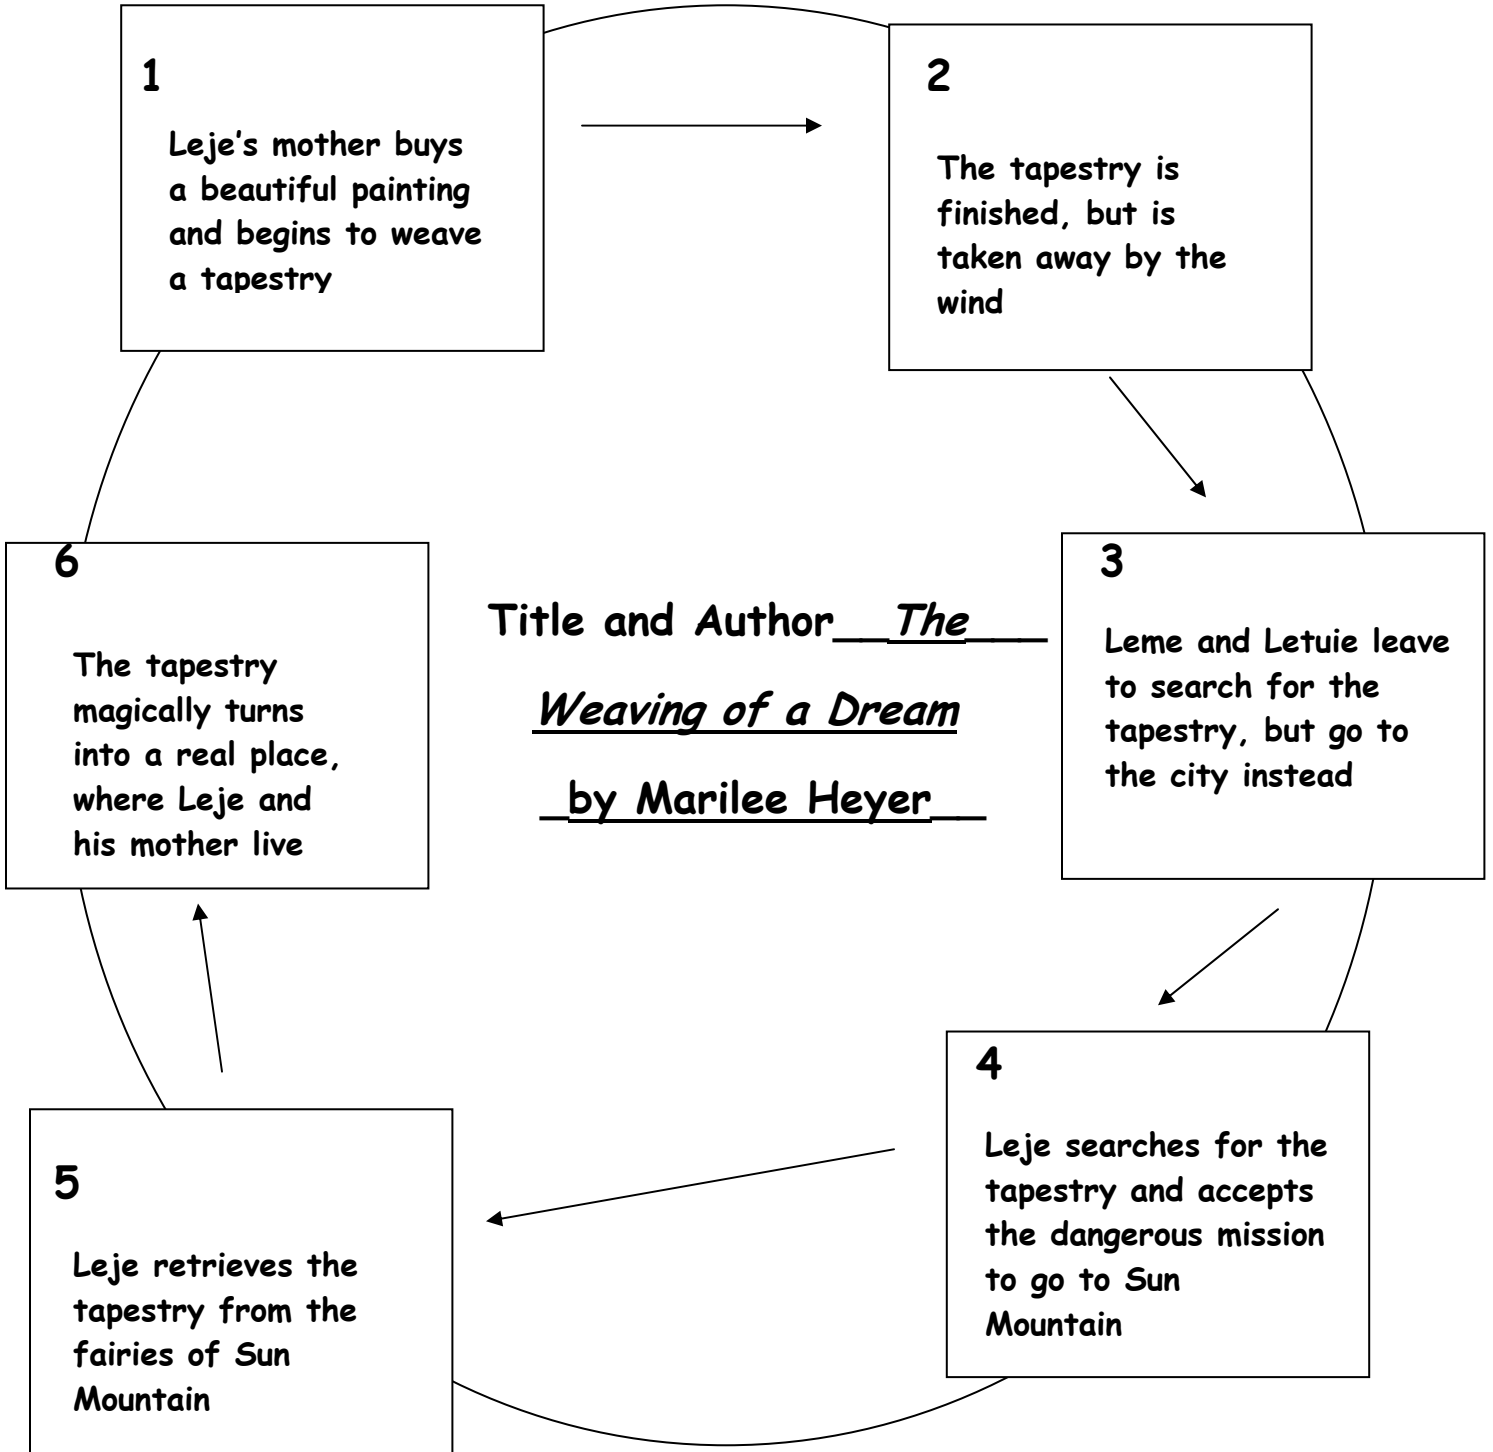 1
Leje's mother buys
a beautiful painting
and begins to weave
a tapestry
2
The tapestry is
finished, but is
taken away by the
wind
3
Leme and Letuie leave
to search for the
tapestry, but go to
the city instead
4
Leje searches for the
tapestry and accepts
the dangerous mission
to go to Sun
Mountain
5
Leje retrieves the
tapestry from the
fairies of Sun
Mountain
6
The tapestry
magically turns
into a real place,
where Leje and
his mother live
Title and Author__The___
Weaving of a Dream
_by Marilee Heyer__